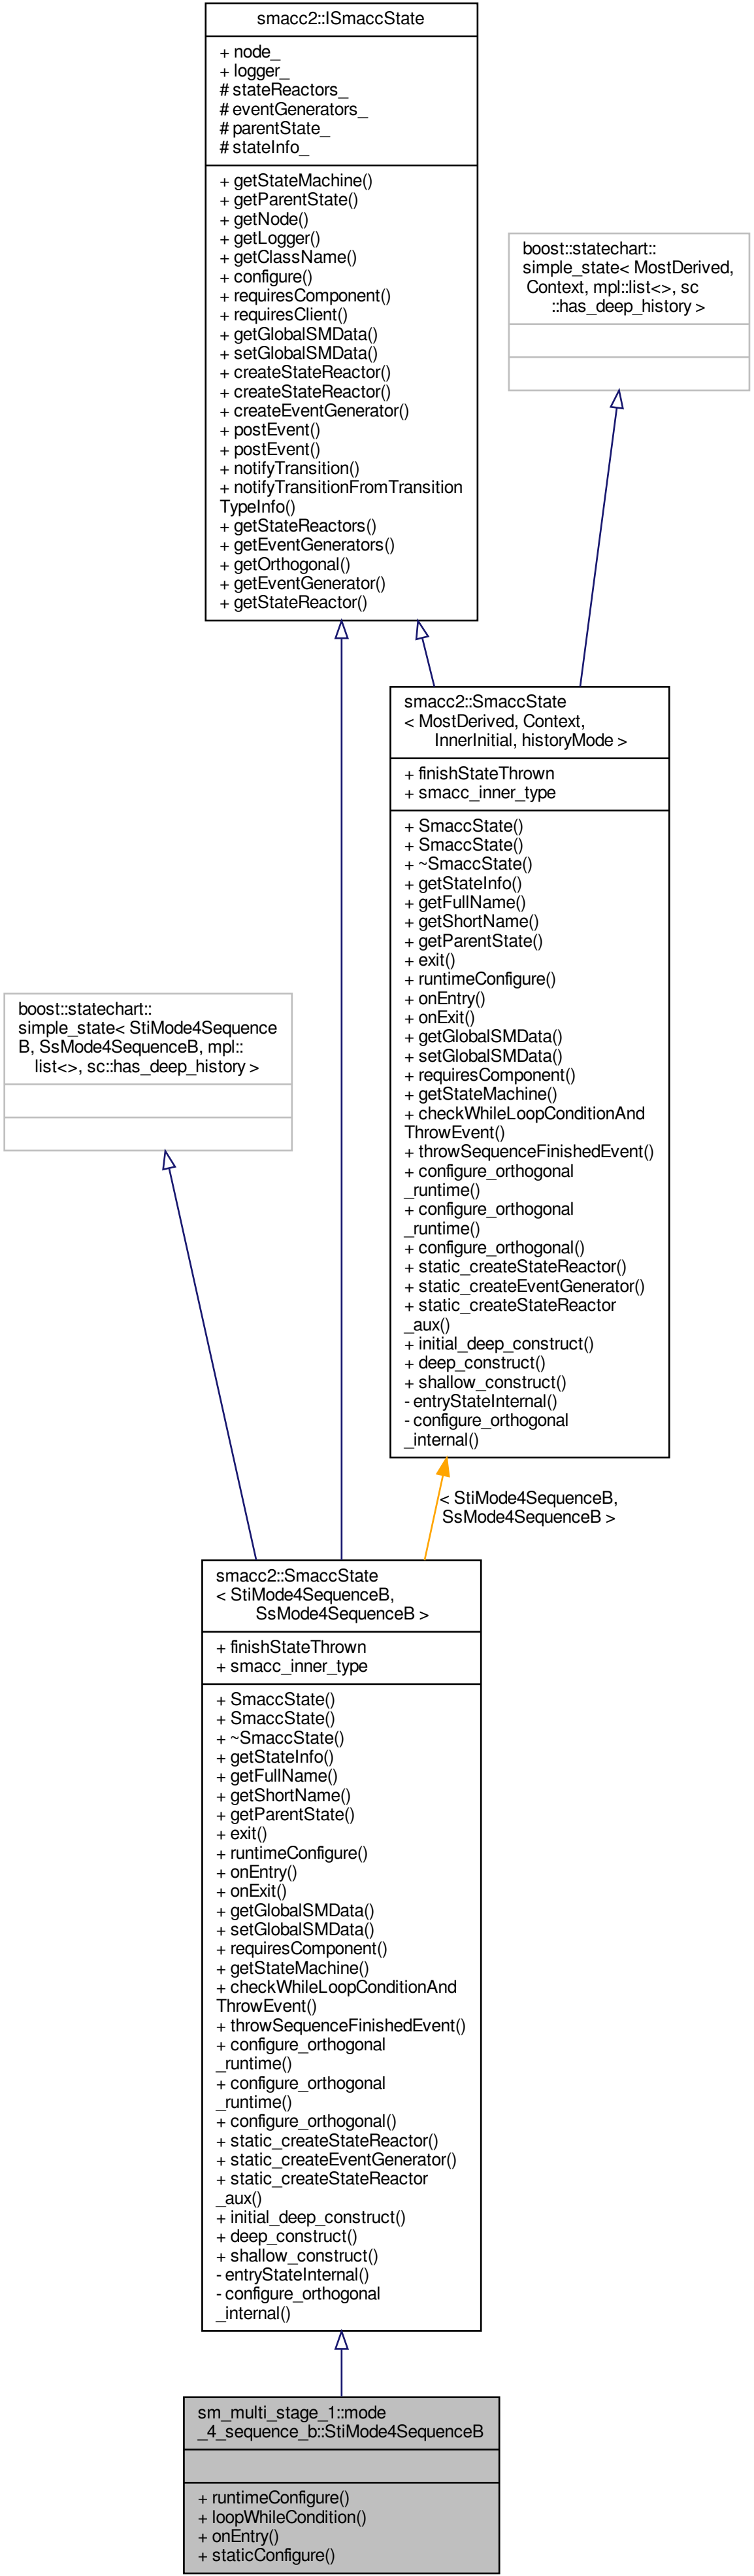 smacc2::ISmaccState
+ node_
+ logger_
# stateReactors_
# eventGenerators_
# parentState_
# stateInfo_
+ getStateMachine()
+ getParentState()
+ getNode()
+ getLogger()
+ getClassName()
+ configure()
+ requiresComponent()
+ requiresClient()
+ getGlobalSMData()
+ setGlobalSMData()
+ createStateReactor()
+ createStateReactor()
+ createEventGenerator()
+ postEvent()
+ postEvent()
+ notifyTransition()
+ notifyTransitionFromTransition
TypeInfo()
+ getStateReactors()
+ getEventGenerators()
+ getOrthogonal()
+ getEventGenerator()
+ getStateReactor()
boost::statechart::
simple_state< MostDerived,
Context, mpl::list<>, sc
::has_deep_history >
smacc2::SmaccState
< MostDerived, Context,
InnerInitial, historyMode >
+ finishStateThrown
+ smacc_inner_type
+ SmaccState()
+ SmaccState()
+ ~SmaccState()
+ getStateInfo()
+ getFullName()
+ getShortName()
+ getParentState()
+ exit()
+ runtimeConfigure()
+ onEntry()
+ onExit()
+ getGlobalSMData()
+ setGlobalSMData()
+ requiresComponent()
+ getStateMachine()
+ checkWhileLoopConditionAnd
ThrowEvent()
+ throwSequenceFinishedEvent()
+ configure_orthogonal
_runtime()
+ configure_orthogonal
_runtime()
+ configure_orthogonal()
+ static_createStateReactor()
+ static_createEventGenerator()
+ static_createStateReactor
_aux()
+ initial_deep_construct()
+ deep_construct()
+ shallow_construct()
- entryStateInternal()
- configure_orthogonal
_internal()
boost::statechart::
simple_state< StiMode4Sequence
B, SsMode4SequenceB, mpl::
list<>, sc::has_deep_history >
< StiMode4SequenceB,
SsMode4SequenceB >
smacc2::SmaccState
< StiMode4SequenceB,
SsMode4SequenceB >
+ finishStateThrown
+ smacc_inner_type
+ SmaccState()
+ SmaccState()
+ ~SmaccState()
+ getStateInfo()
+ getFullName()
+ getShortName()
+ getParentState()
+ exit()
+ runtimeConfigure()
+ onEntry()
+ onExit()
+ getGlobalSMData()
+ setGlobalSMData()
+ requiresComponent()
+ getStateMachine()
+ checkWhileLoopConditionAnd
ThrowEvent()
+ throwSequenceFinishedEvent()
+ configure_orthogonal
_runtime()
+ configure_orthogonal
_runtime()
+ configure_orthogonal()
+ static_createStateReactor()
+ static_createEventGenerator()
+ static_createStateReactor
_aux()
+ initial_deep_construct()
+ deep_construct()
+ shallow_construct()
- entryStateInternal()
- configure_orthogonal
_internal()
sm_multi_stage_1::mode
_4_sequence_b::StiMode4SequenceB
+ runtimeConfigure()
+ loopWhileCondition()
+ onEntry()
+ staticConfigure()